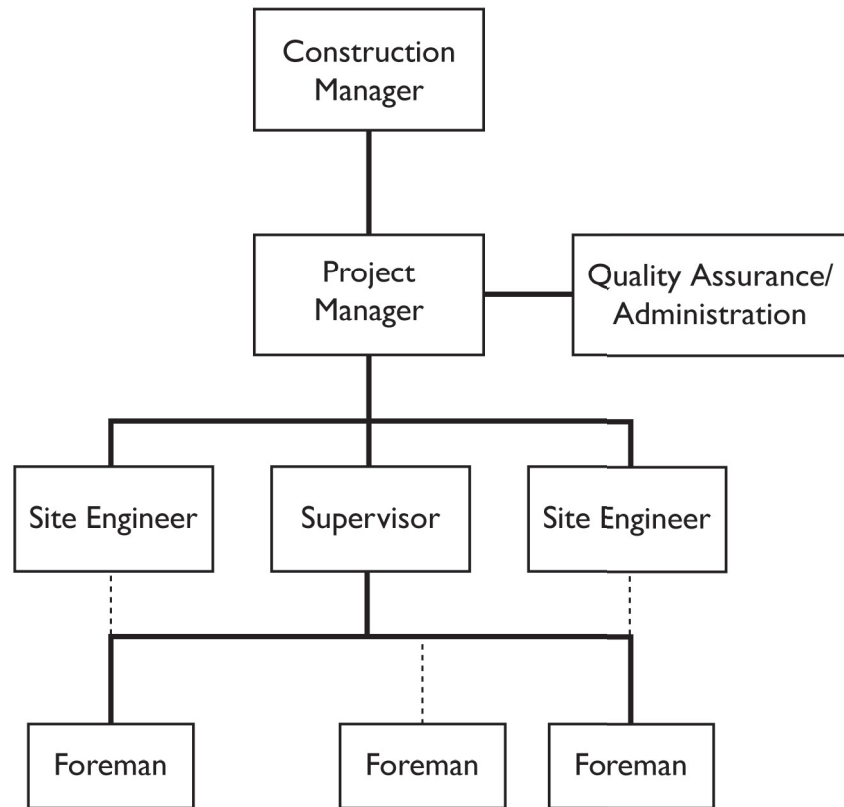 Construction
Manager
Project
Manager
Quality Assurance/
Administration
Site Engineer
Supervisor
Site Engineer
Foreman
Foreman
Foreman